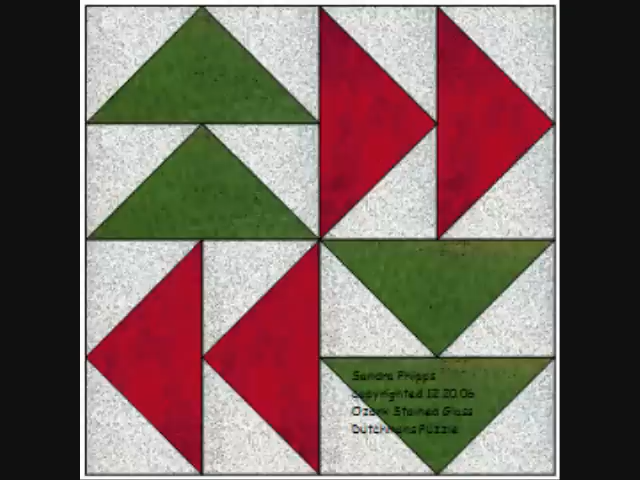 Sandra Phipps
copyrighted 12.20.06
Ozark Stained Glass
Dutchmans Puzzle